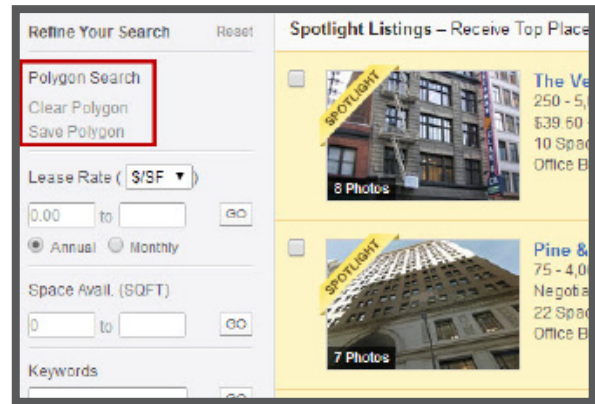 Refine Your Search Reset
Polygon Search
Clear Polygon
Save Polygon
Lease Rate ( $/SF ▼ )
0.00 to GO
Annual Monthly
Space Avail. (SQFT)
0 to GO
Keywords
GO
Spotlight Listings – Receive Top Place
SPOTLIGHT
8 Photos
The Ve
250 - 5,
$39.60 -
10 Spac
Office B
SPOTLIGHT
7 Photos
Pine &
75 - 4,0
Negotia
22 Spac
Office B